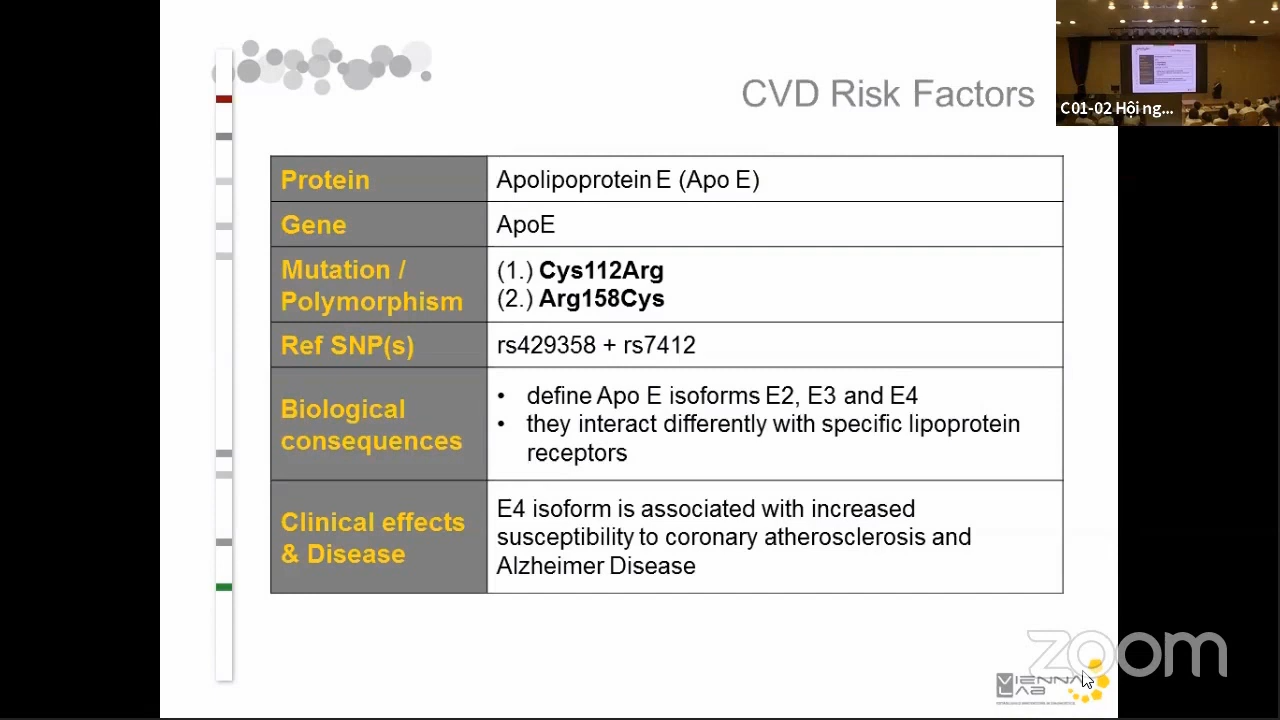 CVD Risk Factors
C01-02 Hội ng...
Protein
Apolipoprotein E (Apo E)
Gene
ApoE
Mutation /
Polymorphism
(1.) Cys112Arg
(2.) Arg158Cys
Ref SNP(s)
rs429358 + rs7412
Biological
consequences
• define Apo E isoforms E2, E3 and E4
• they interact differently with specific lipoprotein
receptors
Clinical effects
& Disease
E4 isoform is associated with increased
susceptibility to coronary atherosclerosis and
Alzheimer Disease
zoom
VIENNA
LAB